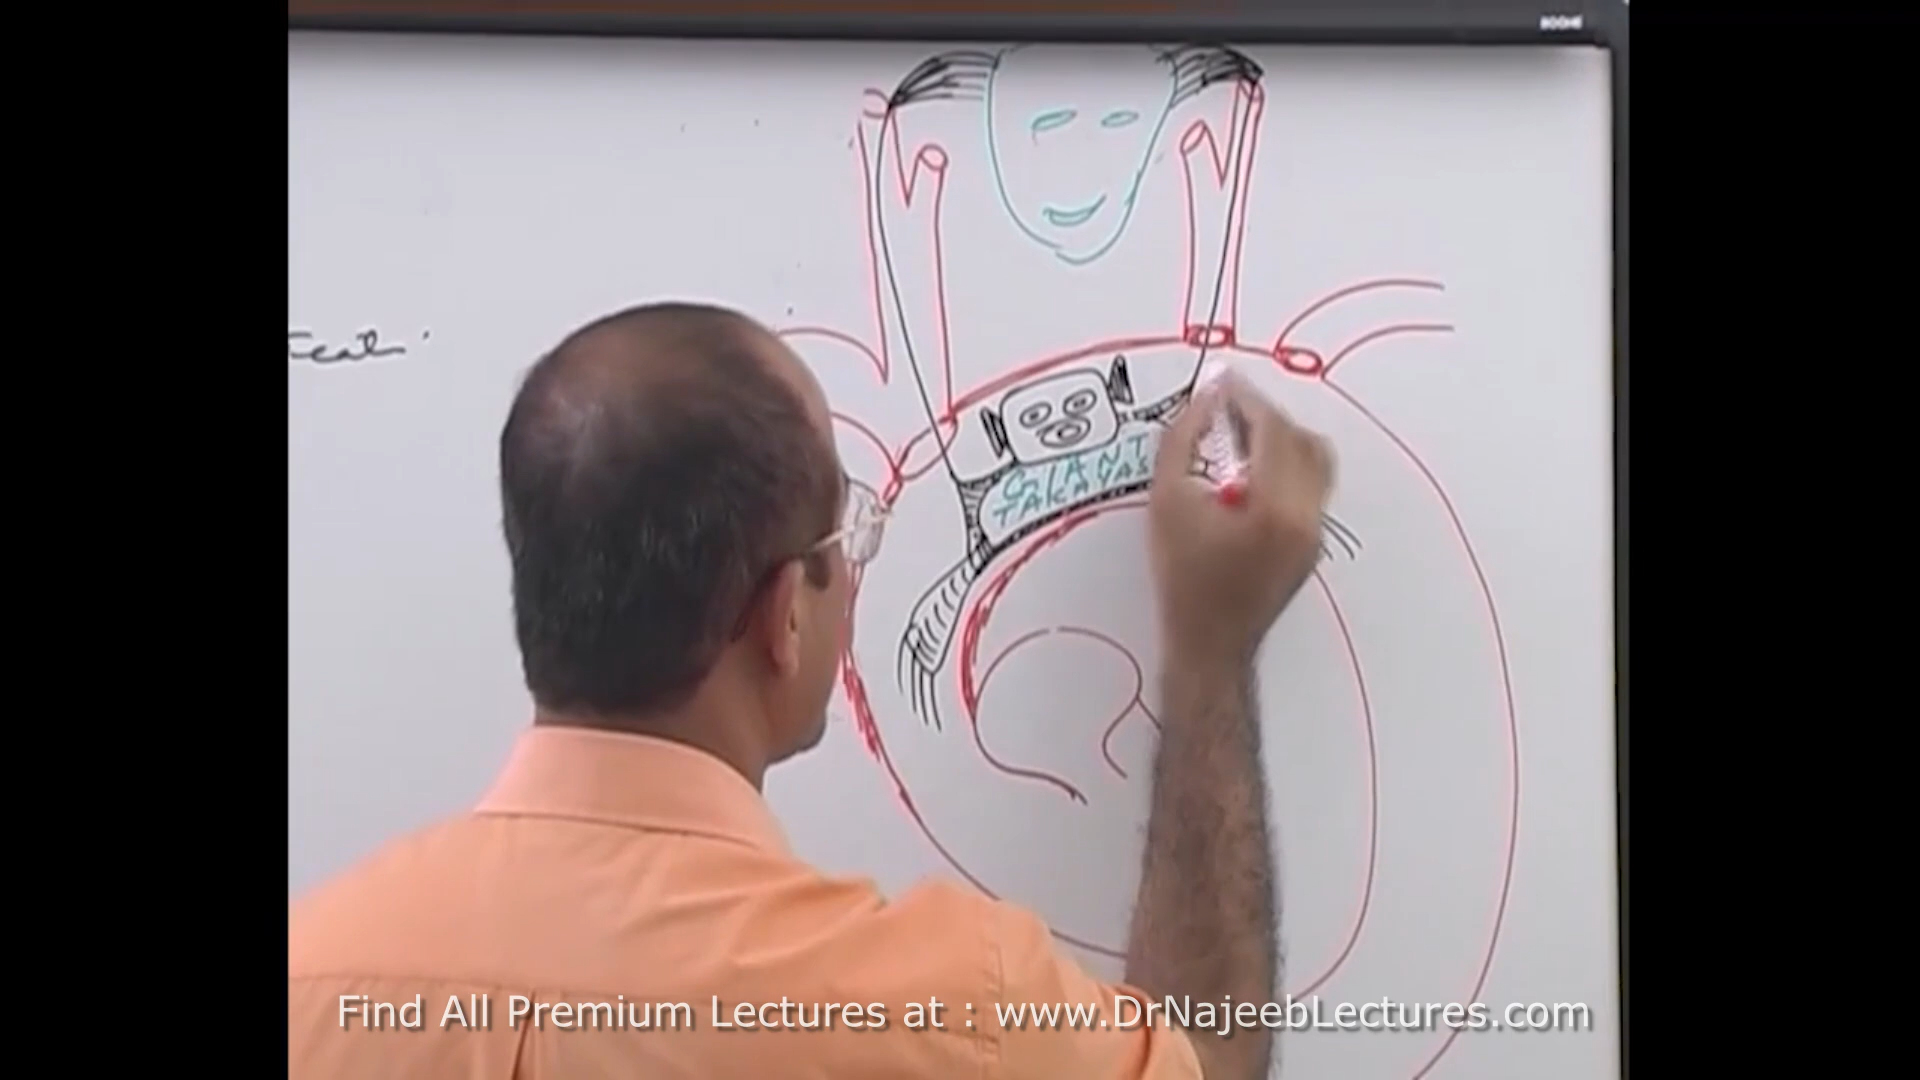 GIANT
TAKAYAS
Find All Premium Lectures at : www.DrNajeebLectures.com